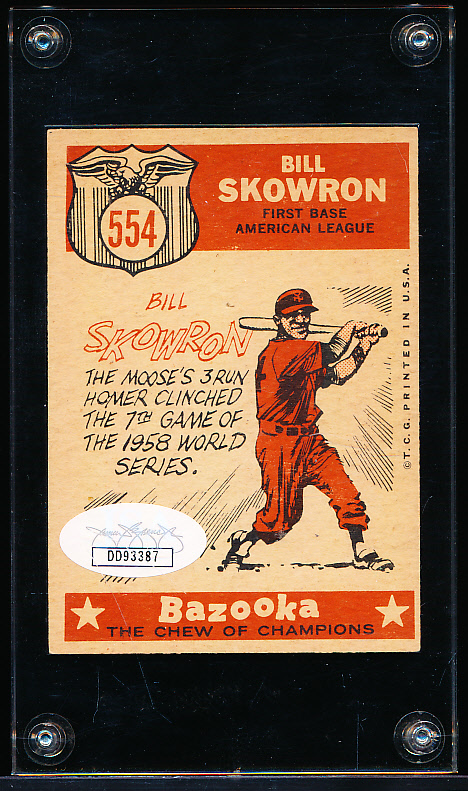 554
BILL
SKOWRON
FIRST BASE
AMERICAN LEAGUE
BILL
SKOWRON
THE MOOSE'S 3 RUN
HOMER CLINCHED
THE 7TH GAME OF
THE 1958 WORLD
SERIES.
© T.C.G. PRINTED IN U.S.A.
DD93387
Bazooka
THE CHEW OF CHAMPIONS